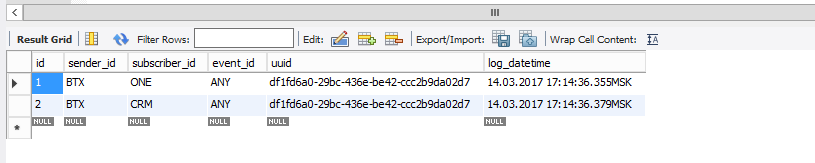 Result Grid Filter Rows: Edit: Export/Import: Wrap Cell Content: IA
id sender_id subscriber_id event_id uuid log_datetime
1 BTX ONE ANY df1fd6a0-29bc-436e-be42-ccc2b9da02d7 14.03.2017 17:14:36.355MSK
2 BTX CRM ANY df1fd6a0-29bc-436e-be42-ccc2b9da02d7 14.03.2017 17:14:36.379MSK
* NULL NULL NULL NULL NULL NULL